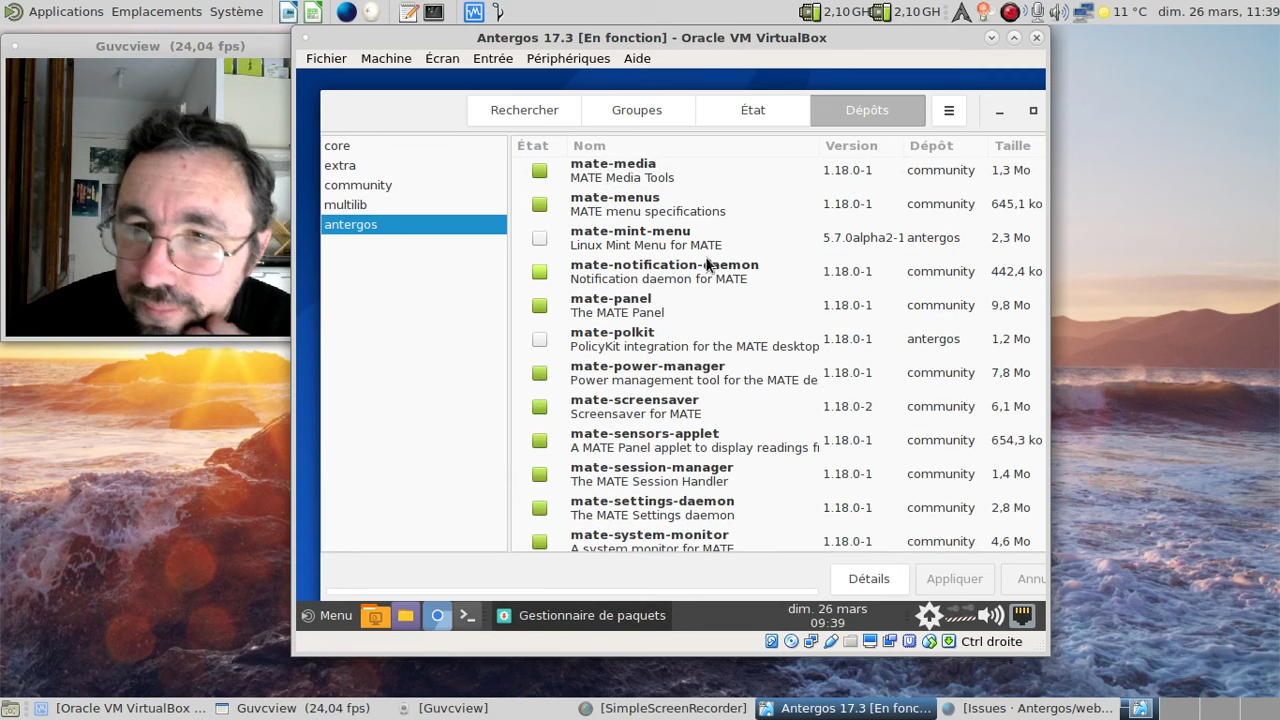 Applications Emplacements Système
2,10 GH 2,10 GH 11 °C dim. 26 mars, 11:39
Guvcview (24,04 fps)
Antergos 17.3 [En fonction] - Oracle VM VirtualBox
Fichier Machine Écran Entrée Périphériques Aide
Rechercher Groupes État Dépôts
core
extra
community
multilib
antergos
État Nom Version Dépôt Taille
mate-media 1.18.0-1 community 1,3 Mo
MATE Media Tools
mate-menus 1.18.0-1 community 645,1 ko
MATE menu specifications
mate-mint-menu 5.7.0alpha2-1 antergos 2,3 Mo
Linux Mint Menu for MATE
mate-notification-daemon 1.18.0-1 community 442,4 ko
Notification daemon for MATE
mate-panel 1.18.0-1 community 9,8 Mo
The MATE Panel
mate-polkit 1.18.0-1 antergos 1,2 Mo
PolicyKit integration for the MATE desktop
mate-power-manager 1.18.0-1 community 7,8 Mo
Power management tool for the MATE de
mate-screensaver 1.18.0-2 community 6,1 Mo
Screensaver for MATE
mate-sensors-applet 1.18.0-1 community 654,3 ko
A MATE Panel applet to display readings f
mate-session-manager 1.18.0-1 community 1,4 Mo
The MATE Session Handler
mate-settings-daemon 1.18.0-1 community 2,8 Mo
The MATE Settings daemon
mate-system-monitor 1.18.0-1 community 4,6 Mo
A system monitor for MATE
Détails Appliquer Annu
Menu Gestionnaire de paquets dim. 26 mars
09:39
Ctrl droite
[Oracle VM VirtualBox ... Guvcview (24,04 fps) [Guvcview] [SimpleScreenRecorder] Antergos 17.3 [En fonc... [Issues · Antergos/web...